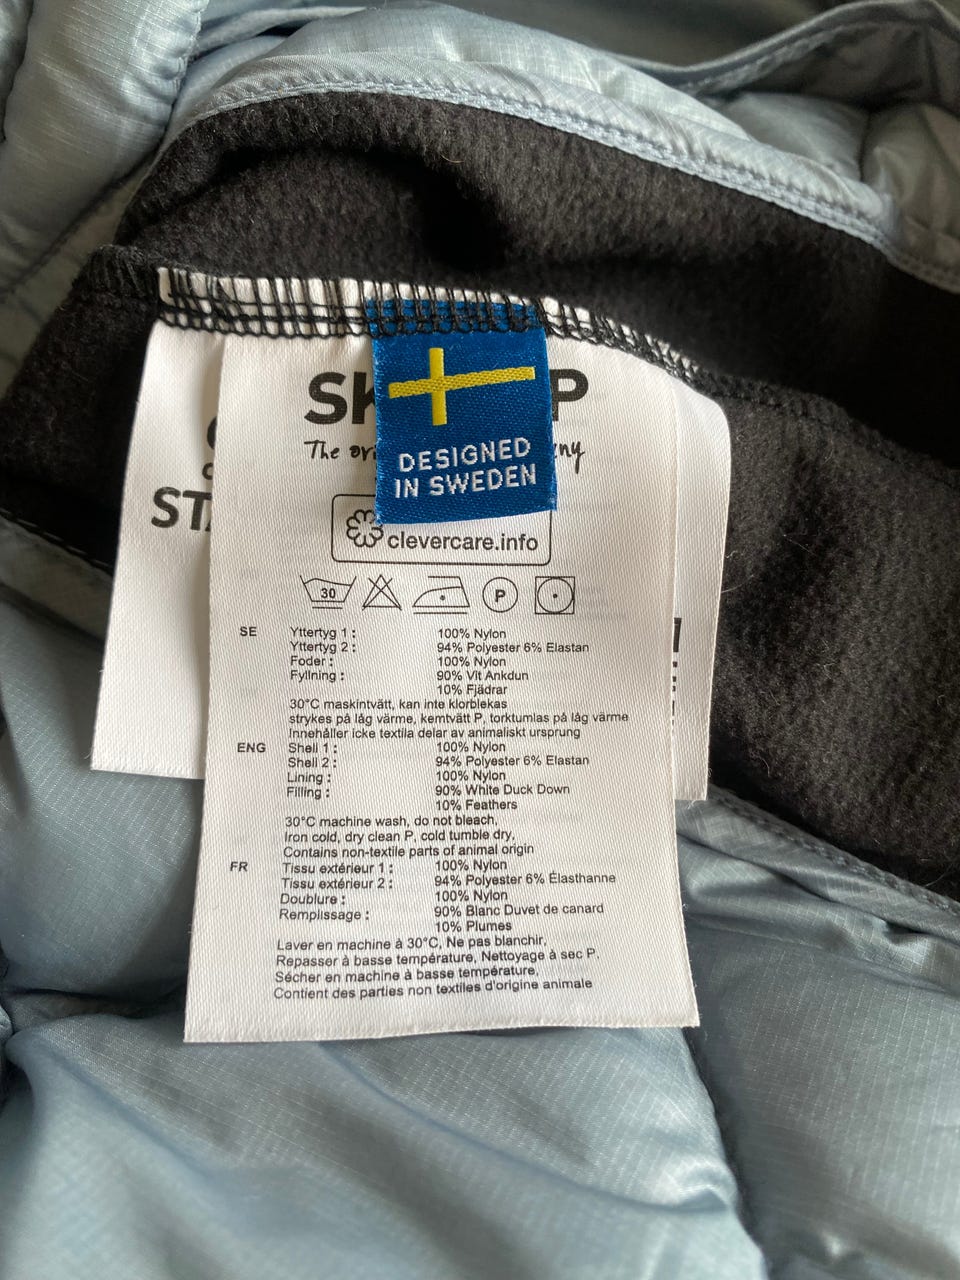 DESIGNED
IN SWEDEN
The
clevercare.info
30
P
SE
Yttertyg 1 : 100% Nylon
Yttertyg 2 : 94% Polyester 6% Elastan
Foder : 100% Nylon
Fyllning : 90% Vit Ankdun
10% Fjädrar
30°C maskintvätt, kan inte klorblekas
strykes på låg värme, kemtvätt P, torktumlas på låg värme
Innehåller icke textila delar av animaliskt ursprung
ENG
Shell 1 : 100% Nylon
Shell 2 : 94% Polyester 6% Elastan
Lining : 100% Nylon
Filling : 90% White Duck Down
10% Feathers
30°C machine wash, do not bleach,
Iron cold, dry clean P, cold tumble dry,
Contains non-textile parts of animal origin
FR
Tissu extérieur 1 : 100% Nylon
Tissu extérieur 2 : 94% Polyester 6% Élasthanne
Doublure : 100% Nylon
Remplissage : 90% Blanc Duvet de canard
10% Plumes
Laver en machine à 30°C, Ne pas blanchir,
Repasser à basse température, Nettoyage à sec P.
Sécher en machine à basse température,
Contient des parties non textiles d'origine animale